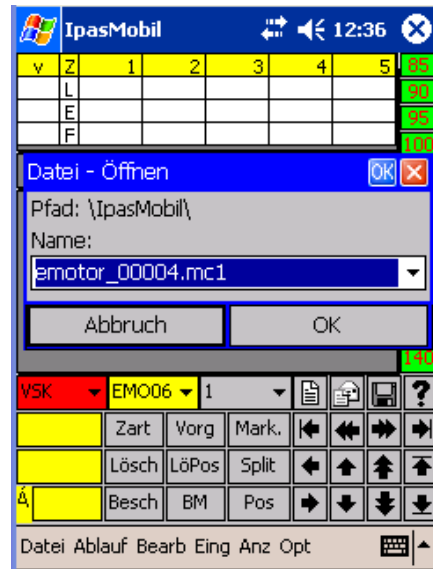 IpasMobil 12:36
v Z 1 2 3 4 5 85
L 90
E 95
F 100
Datei - Öffnen OK
Pfad: \IpasMobil\
Name:
emotor_00004.mc1
Abbruch OK
140
VSK EMO06 1 ?
Zart Vorg Mark.
Lösch LöPos Split
Besch BM Pos
Datei Ablauf Bearb Eing Anz Opt